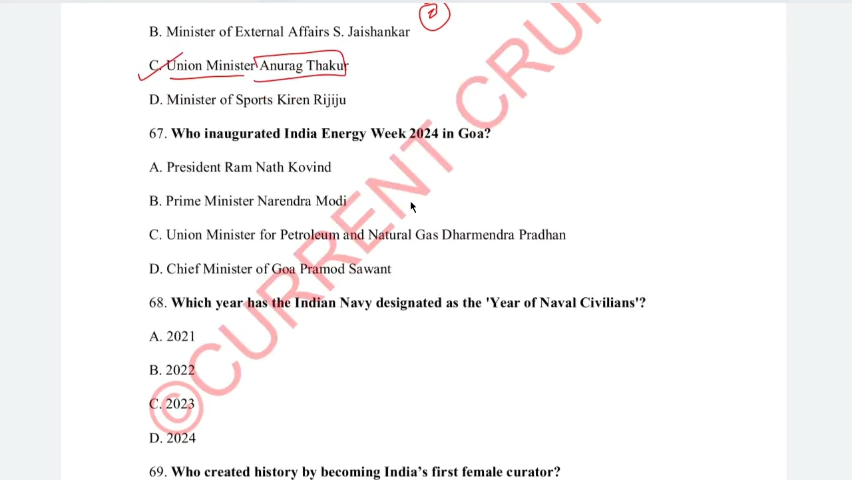 B. Minister of External Affairs S. Jaishankar
C. Union Minister Anurag Thakur
D. Minister of Sports Kiren Rijiju
67. Who inaugurated India Energy Week 2024 in Goa?
A. President Ram Nath Kovind
B. Prime Minister Narendra Modi
C. Union Minister for Petroleum and Natural Gas Dharmendra Pradhan
D. Chief Minister of Goa Pramod Sawant
68. Which year has the Indian Navy designated as the 'Year of Naval Civilians'?
A. 2021
B. 2022
C. 2023
D. 2024
69. Who created history by becoming India’s first female curator?
©CURRENT CRU